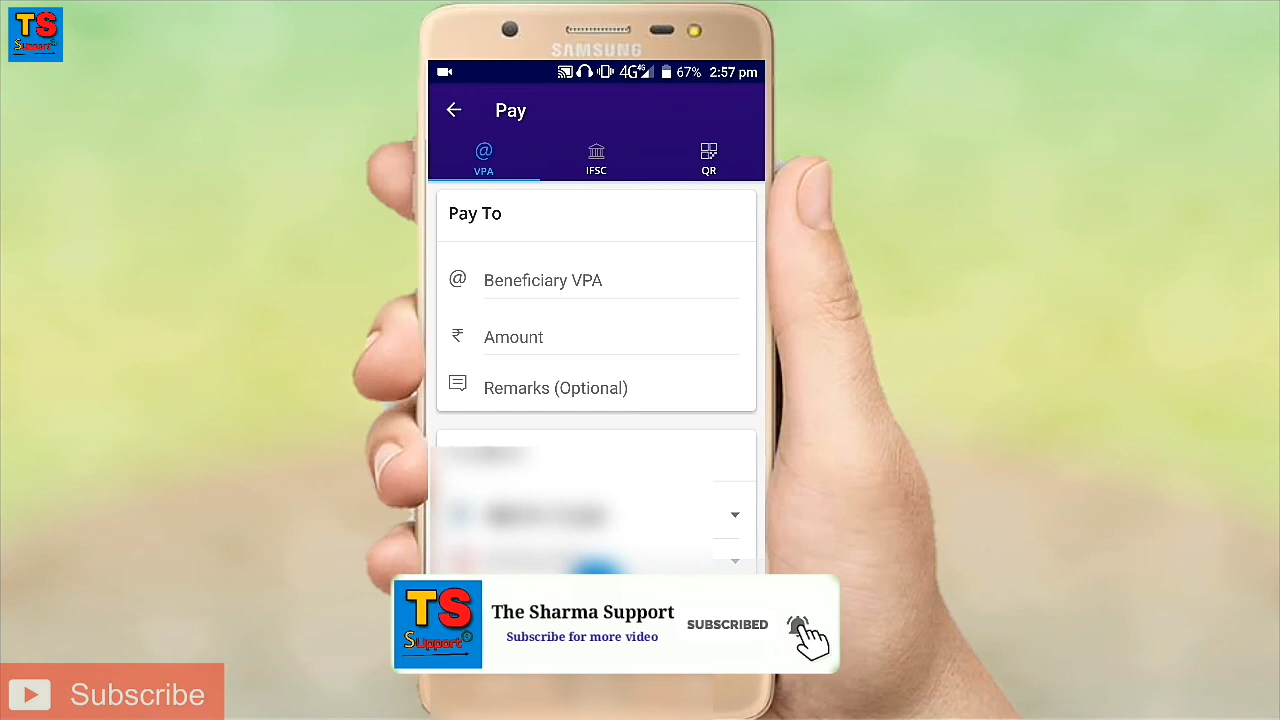 TS
Support
SAMSUNG
4G 4G 67% 2:57 pm
Pay
@
VPA
IFSC
QR
Pay To
@ Beneficiary VPA
₹ Amount
Remarks (Optional)
TS
Support
The Sharma Support
Subscribe for more video
SUBSCRIBED
Subscribe